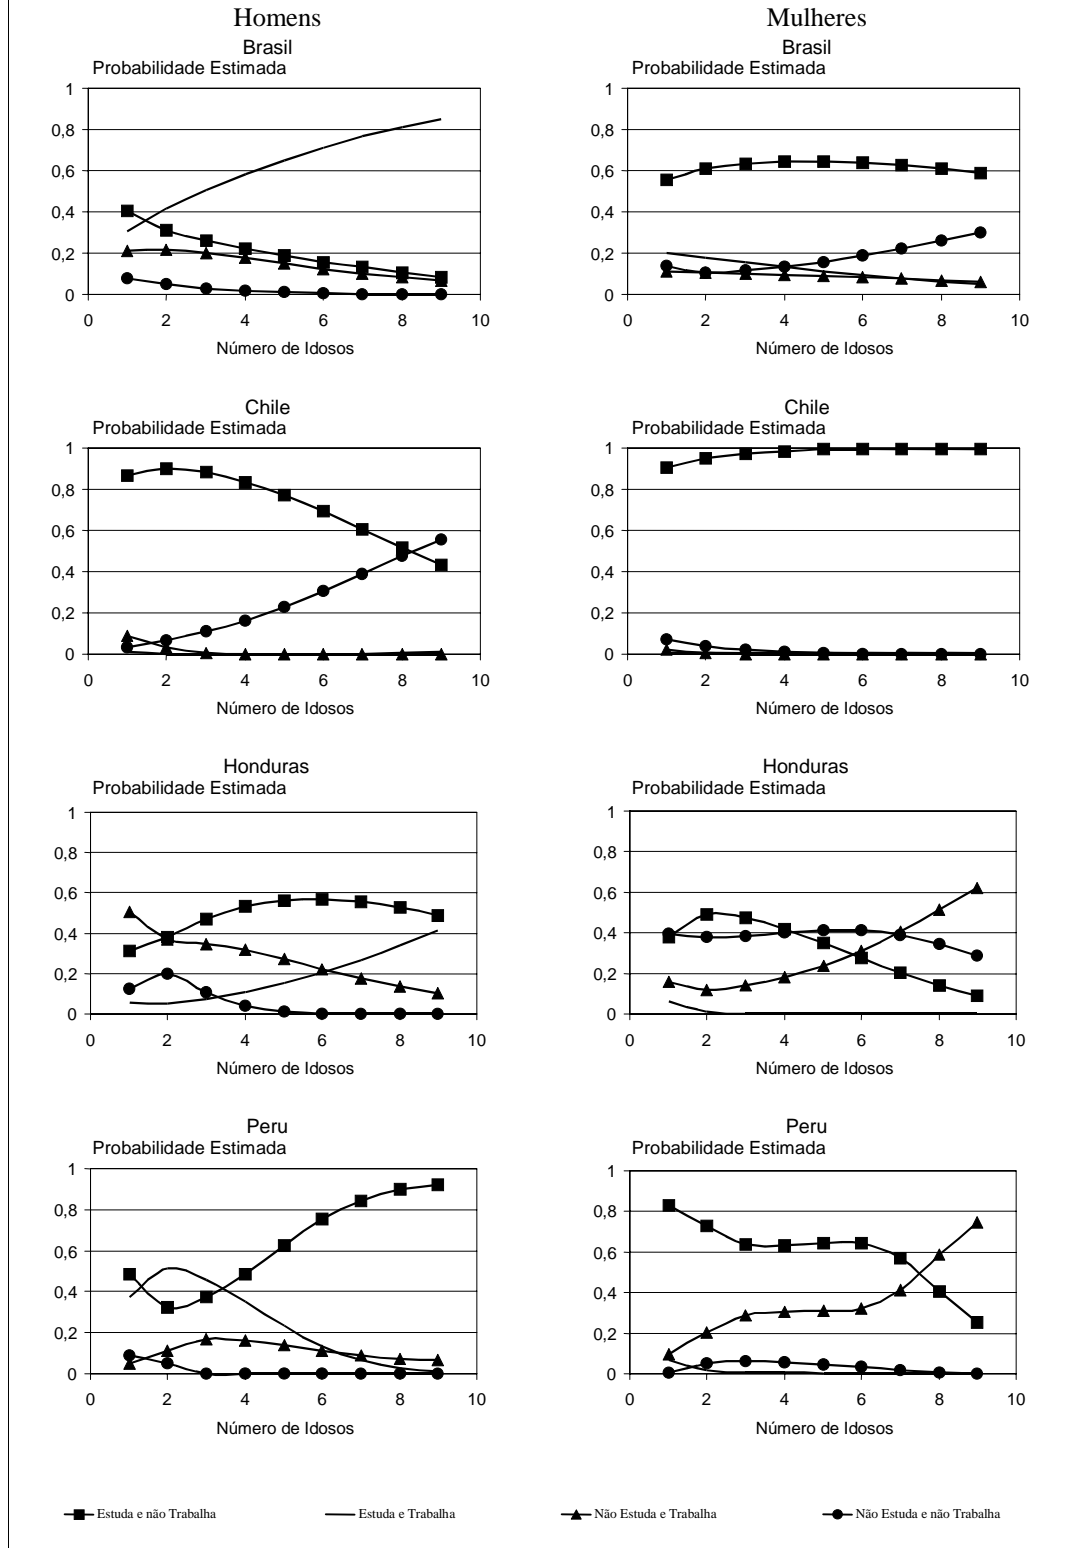 Homens
Mulheres
Brasil
Probabilidade Estimada
1
0,8
0,6
0,4
0,2
0
0 2 4 6 8 10
Número de Idosos
Brasil
Probabilidade Estimada
1
0,8
0,6
0,4
0,2
0
0 2 4 6 8 10
Número de Idosos
Chile
Probabilidade Estimada
1
0,8
0,6
0,4
0,2
0
0 2 4 6 8 10
Número de Idosos
Chile
Probabilidade Estimada
1
0,8
0,6
0,4
0,2
0
0 2 4 6 8 10
Número de Idosos
Honduras
Probabilidade Estimada
1
0,8
0,6
0,4
0,2
0
0 2 4 6 8 10
Número de Idosos
Honduras
Probabilidade Estimada
1
0,8
0,6
0,4
0,2
0
0 2 4 6 8 10
Número de Idosos
Peru
Probabilidade Estimada
1
0,8
0,6
0,4
0,2
0
0 2 4 6 8 10
Número de Idosos
Peru
Probabilidade Estimada
1
0,8
0,6
0,4
0,2
0
0 2 4 6 8 10
Número de Idosos
Estuda e não Trabalha
Estuda e Trabalha
Não Estuda e Trabalha
Não Estuda e não Trabalha